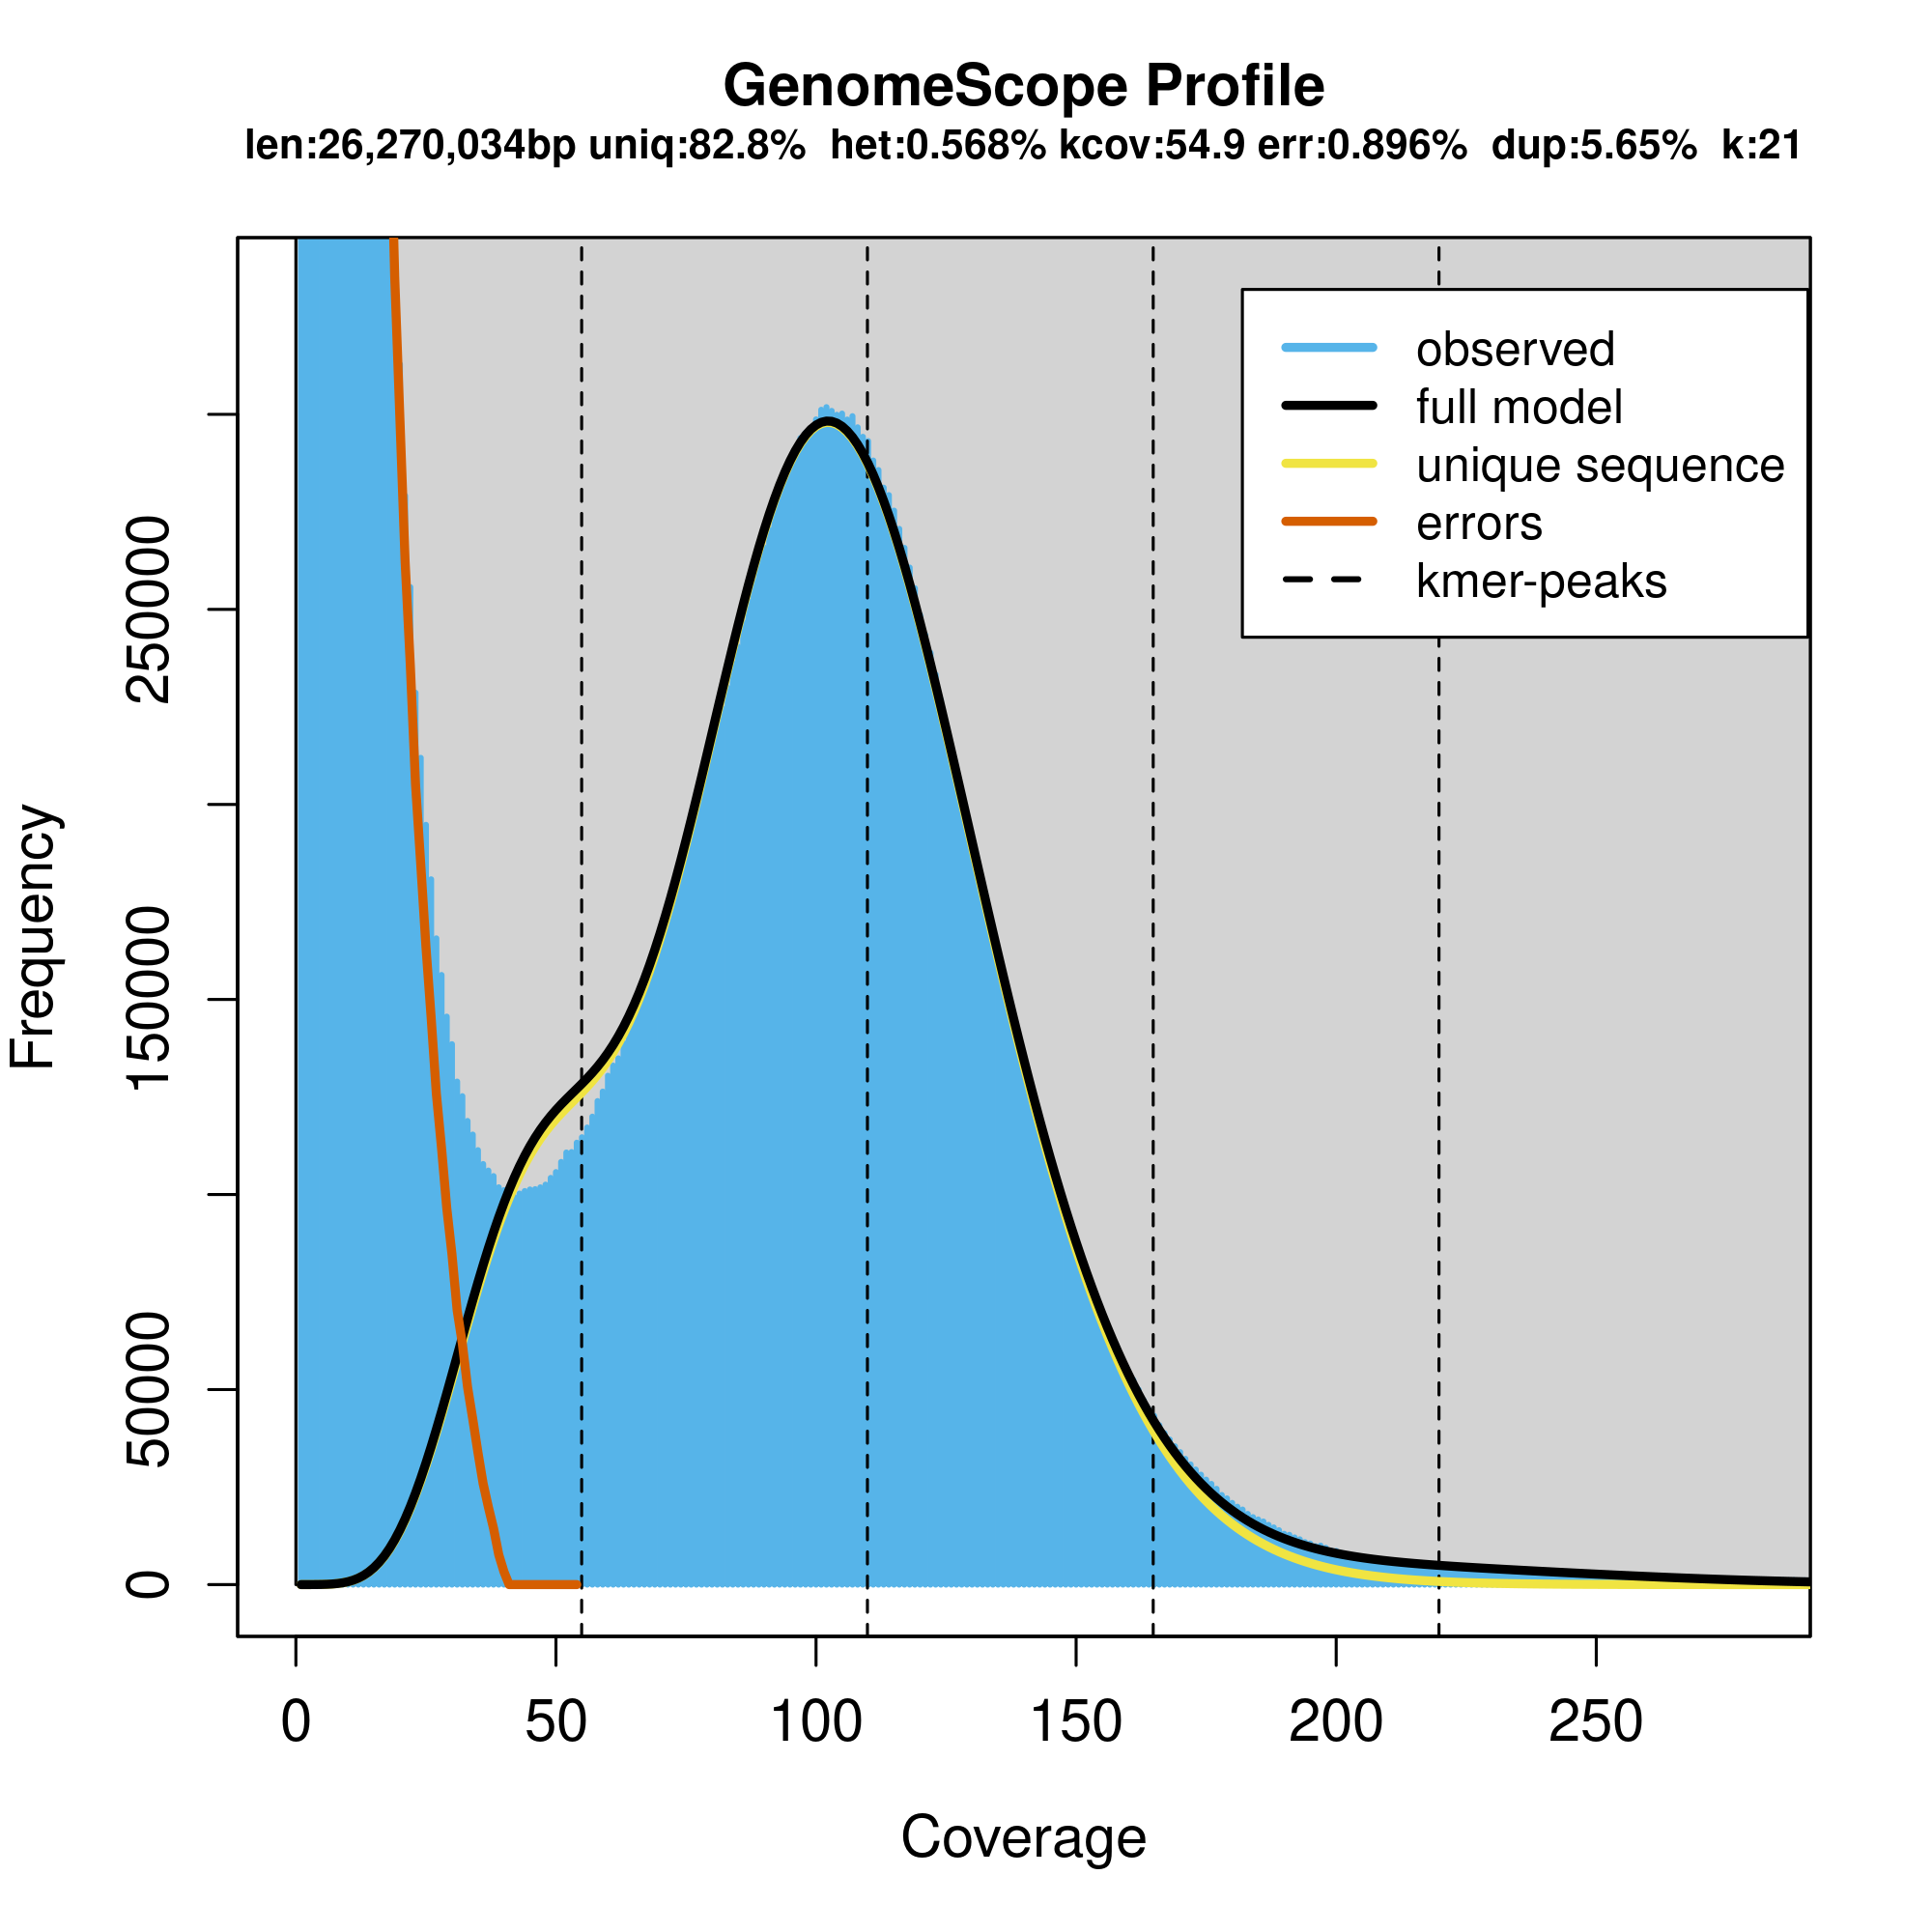 GenomeScope Profile
len:26,270,034bp uniq:82.8% het:0.568% kcov:54.9 err:0.896% dup:5.65% k:21
observed
full model
unique sequence
errors
kmer-peaks
Frequency
250000
150000
50000
0
0 50 100 150 200 250
Coverage